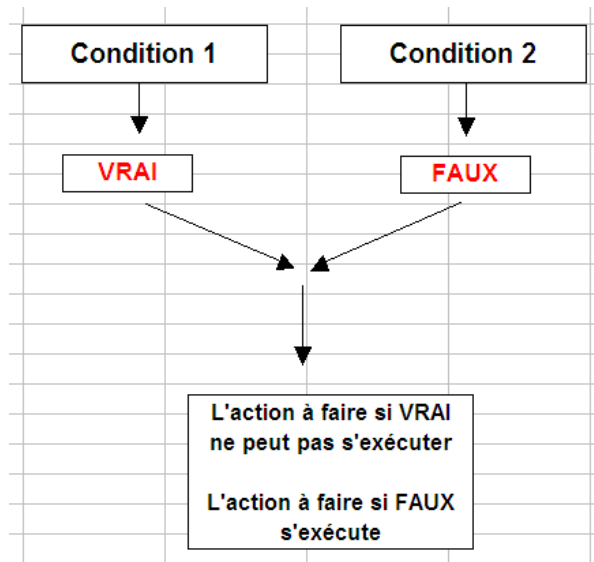 Condition 1
Condition 2
VRAI
FAUX
L'action à faire si VRAI
ne peut pas s'exécuter
L'action à faire si FAUX
s'exécute